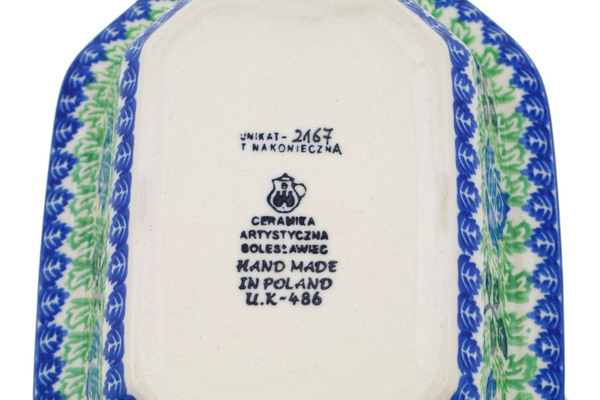 UNIKAT- 2167
T NAKONIECZNA
CERAMIKA
ARTYSTYCZNA
BOLESŁAWIEC
HAND MADE
IN POLAND
U.K-486